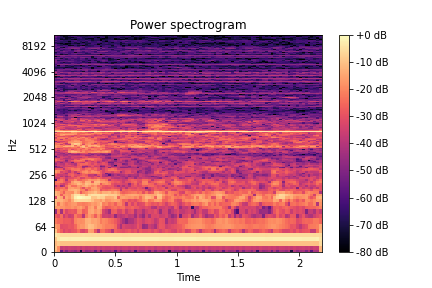 Power spectrogram
8192
4096
2048
1024
512
256
128
64
0
Hz
0 0.5 1 1.5 2
Time
+0 dB
-10 dB
-20 dB
-30 dB
-40 dB
-50 dB
-60 dB
-70 dB
-80 dB